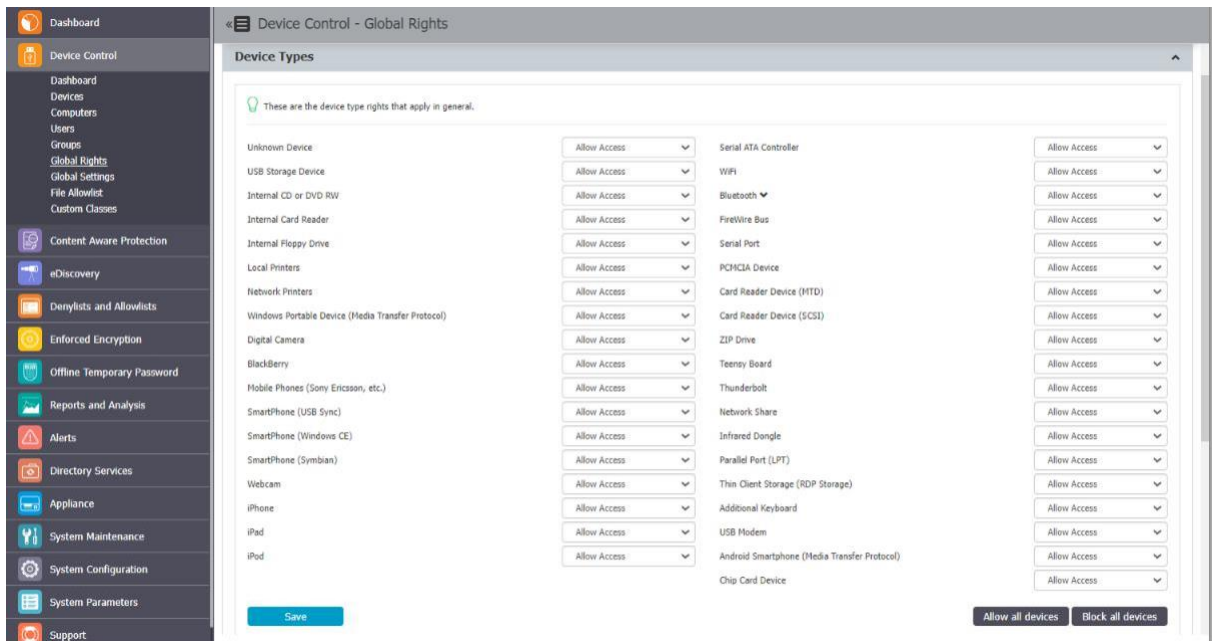 Dashboard
Device Control
Dashboard
Devices
Computers
Users
Groups
Global Rights
Global Settings
File Allowlist
Custom Classes
Content Aware Protection
eDiscovery
Denylists and Allowlists
Enforced Encryption
Offline Temporary Password
Reports and Analysis
Alerts
Directory Services
Appliance
System Maintenance
System Configuration
System Parameters
Support
Device Control - Global Rights
Device Types
These are the device type rights that apply in general.
Unknown Device Allow Access
USB Storage Device Allow Access
Internal CD or DVD RW Allow Access
Internal Card Reader Allow Access
Internal Floppy Drive Allow Access
Local Printers Allow Access
Network Printers Allow Access
Windows Portable Device (Media Transfer Protocol) Allow Access
Digital Camera Allow Access
BlackBerry Allow Access
Mobile Phones (Sony Ericsson, etc.) Allow Access
SmartPhone (USB Sync) Allow Access
SmartPhone (Windows CE) Allow Access
SmartPhone (Symbian) Allow Access
Webcam Allow Access
iPhone Allow Access
iPad Allow Access
iPod Allow Access
Serial ATA Controller Allow Access
WiFi Allow Access
Bluetooth Allow Access
FireWire Bus Allow Access
Serial Port Allow Access
PCMCIA Device Allow Access
Card Reader Device (MTD) Allow Access
Card Reader Device (SCSI) Allow Access
ZIP Drive Allow Access
Teensy Board Allow Access
Thunderbolt Allow Access
Network Share Allow Access
Infrared Dongle Allow Access
Parallel Port (LPT) Allow Access
Thin Client Storage (RDP Storage) Allow Access
Additional Keyboard Allow Access
USB Modem Allow Access
Android Smartphone (Media Transfer Protocol) Allow Access
Chip Card Device Allow Access
Save
Allow all devices
Block all devices